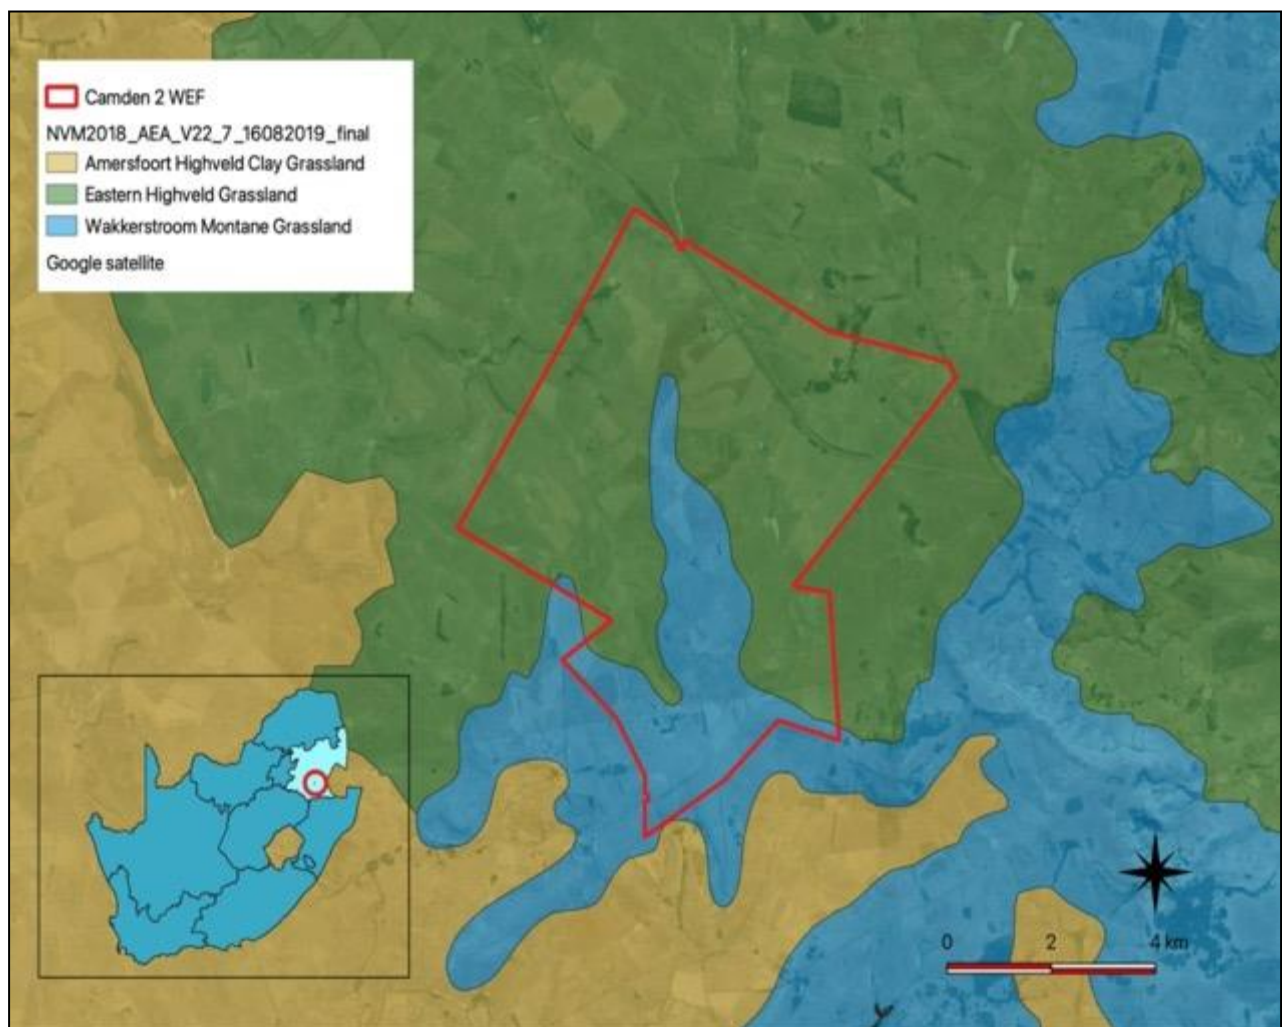 Camden 2 WEF
NVM2018_AEA_V22_7_16082019_final
Amersfoort Highveld Clay Grassland
Eastern Highveld Grassland
Wakkerstroom Montane Grassland
Google satellite
0 2 4 km